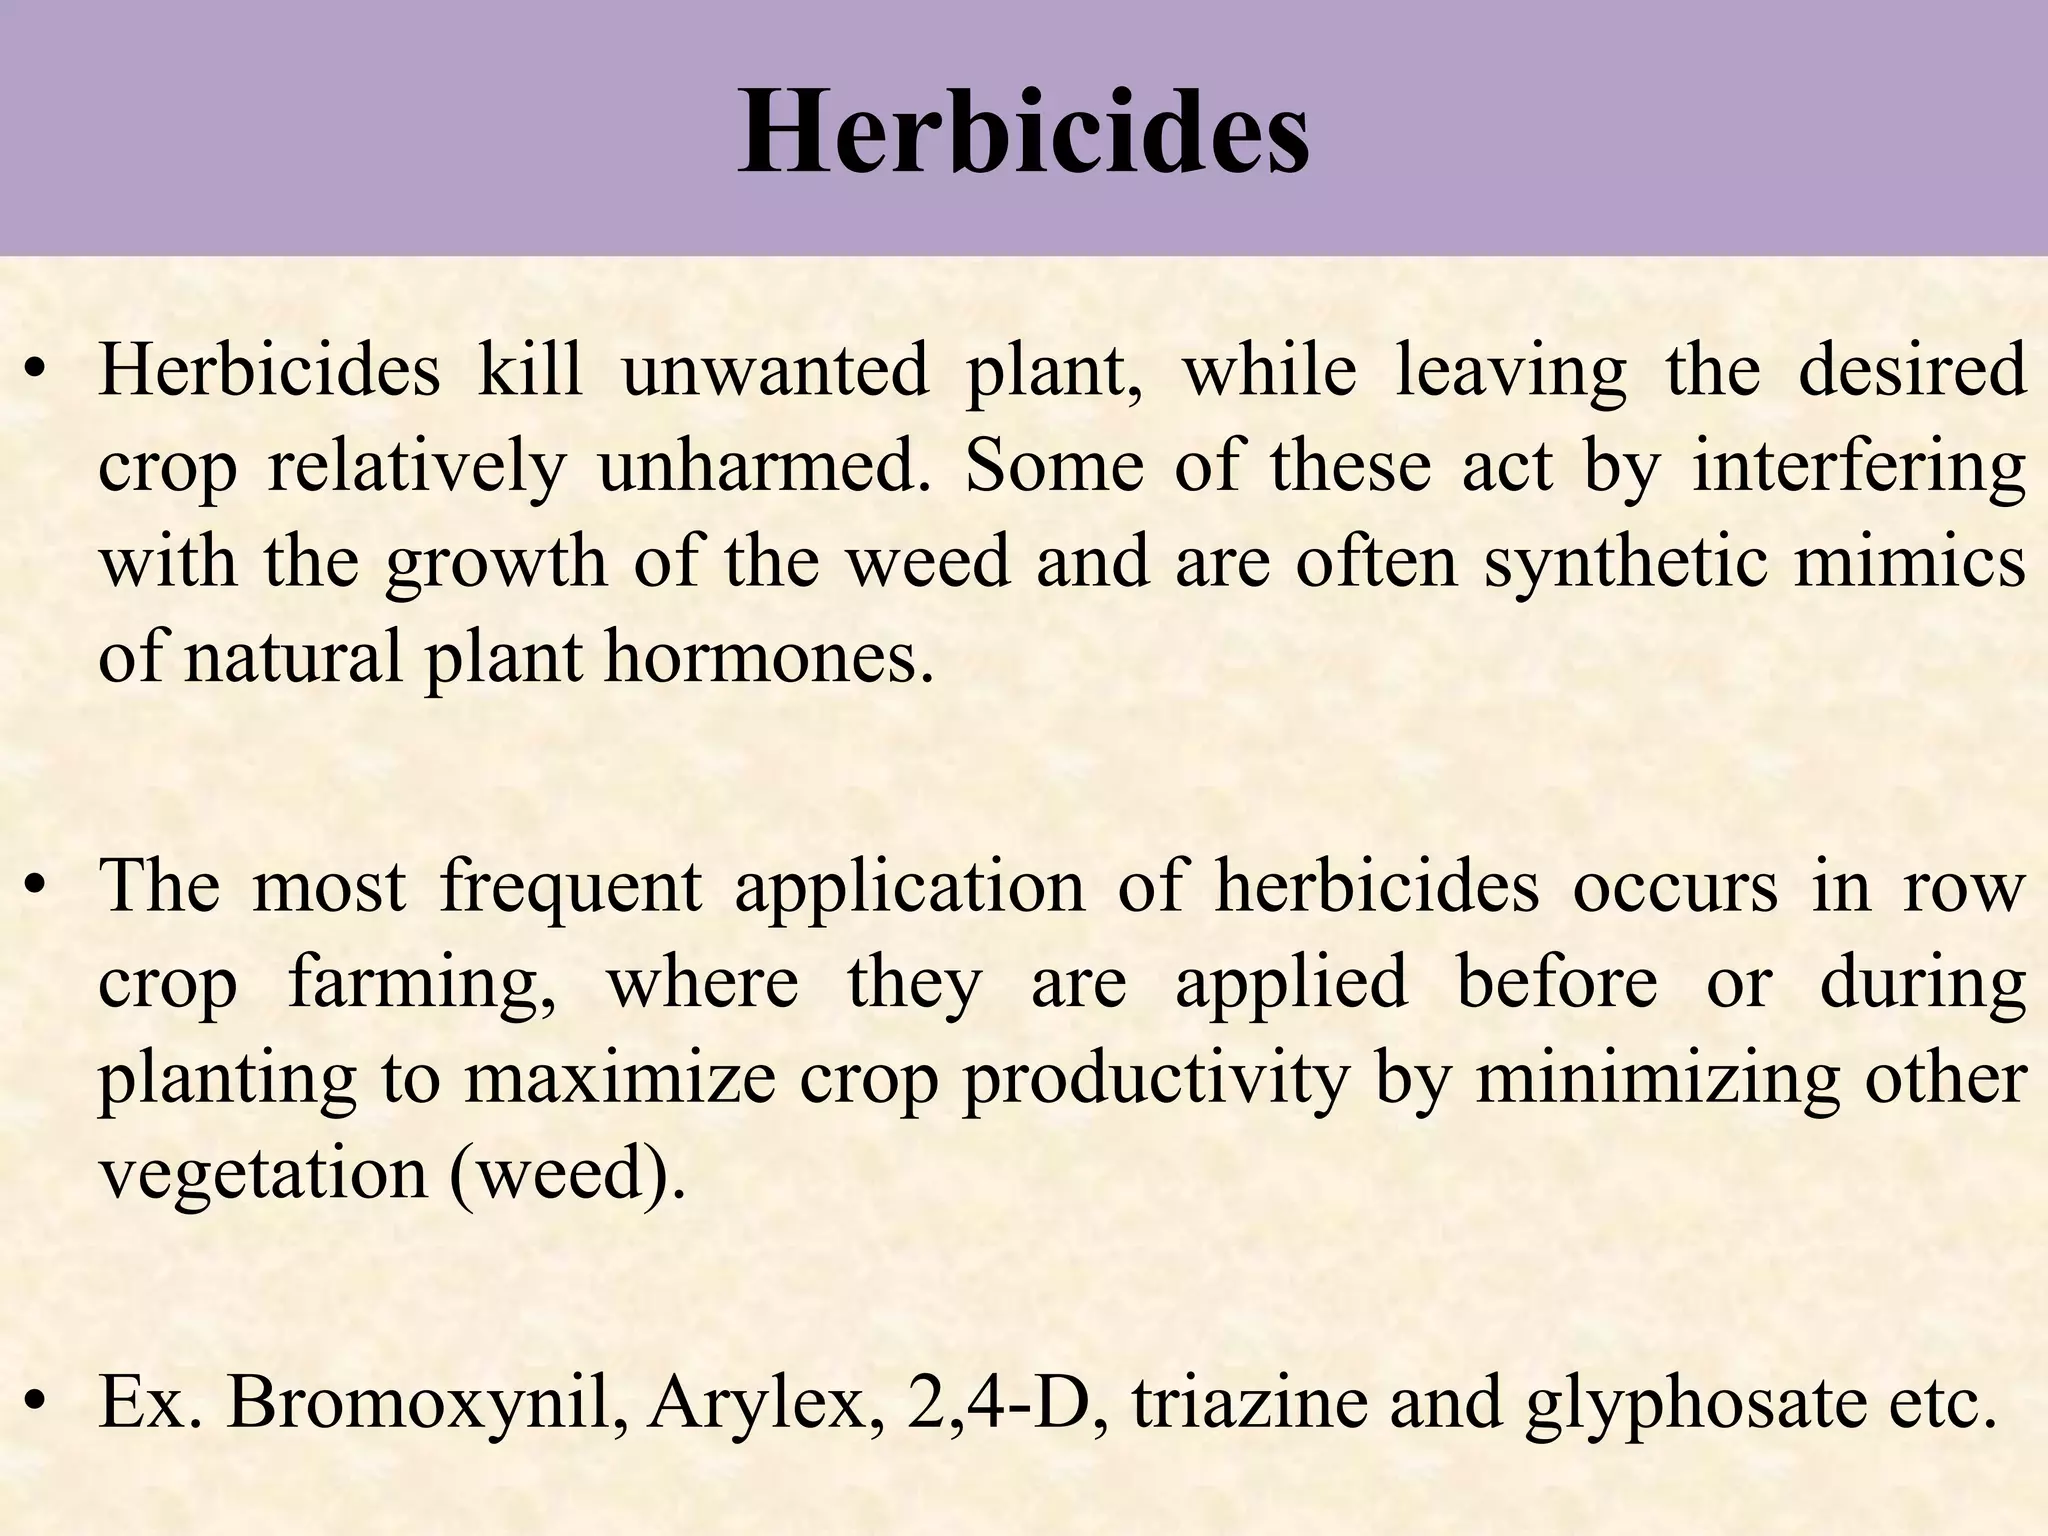 Herbicides
• Herbicides kill unwanted plant, while leaving the desired
crop relatively unharmed. Some of these act by interfering
with the growth of the weed and are often synthetic mimics
of natural plant hormones.
• The most frequent application of herbicides occurs in row
crop farming, where they are applied before or during
planting to maximize crop productivity by minimizing other
vegetation (weed).
• Ex. Bromoxynil, Arylex, 2,4-D, triazine and glyphosate etc.